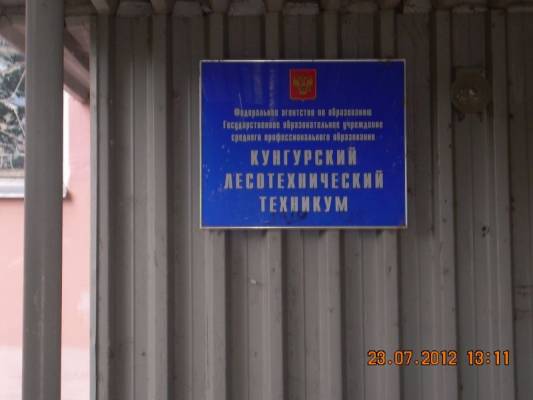 Федеральное агентство по образованию
Государственное образовательное учреждение
среднего профессионального образования
КУНГУРСКИЙ
ЛЕСОТЕХНИЧЕСКИЙ
ТЕХНИКУМ
23.07.2012 13:11